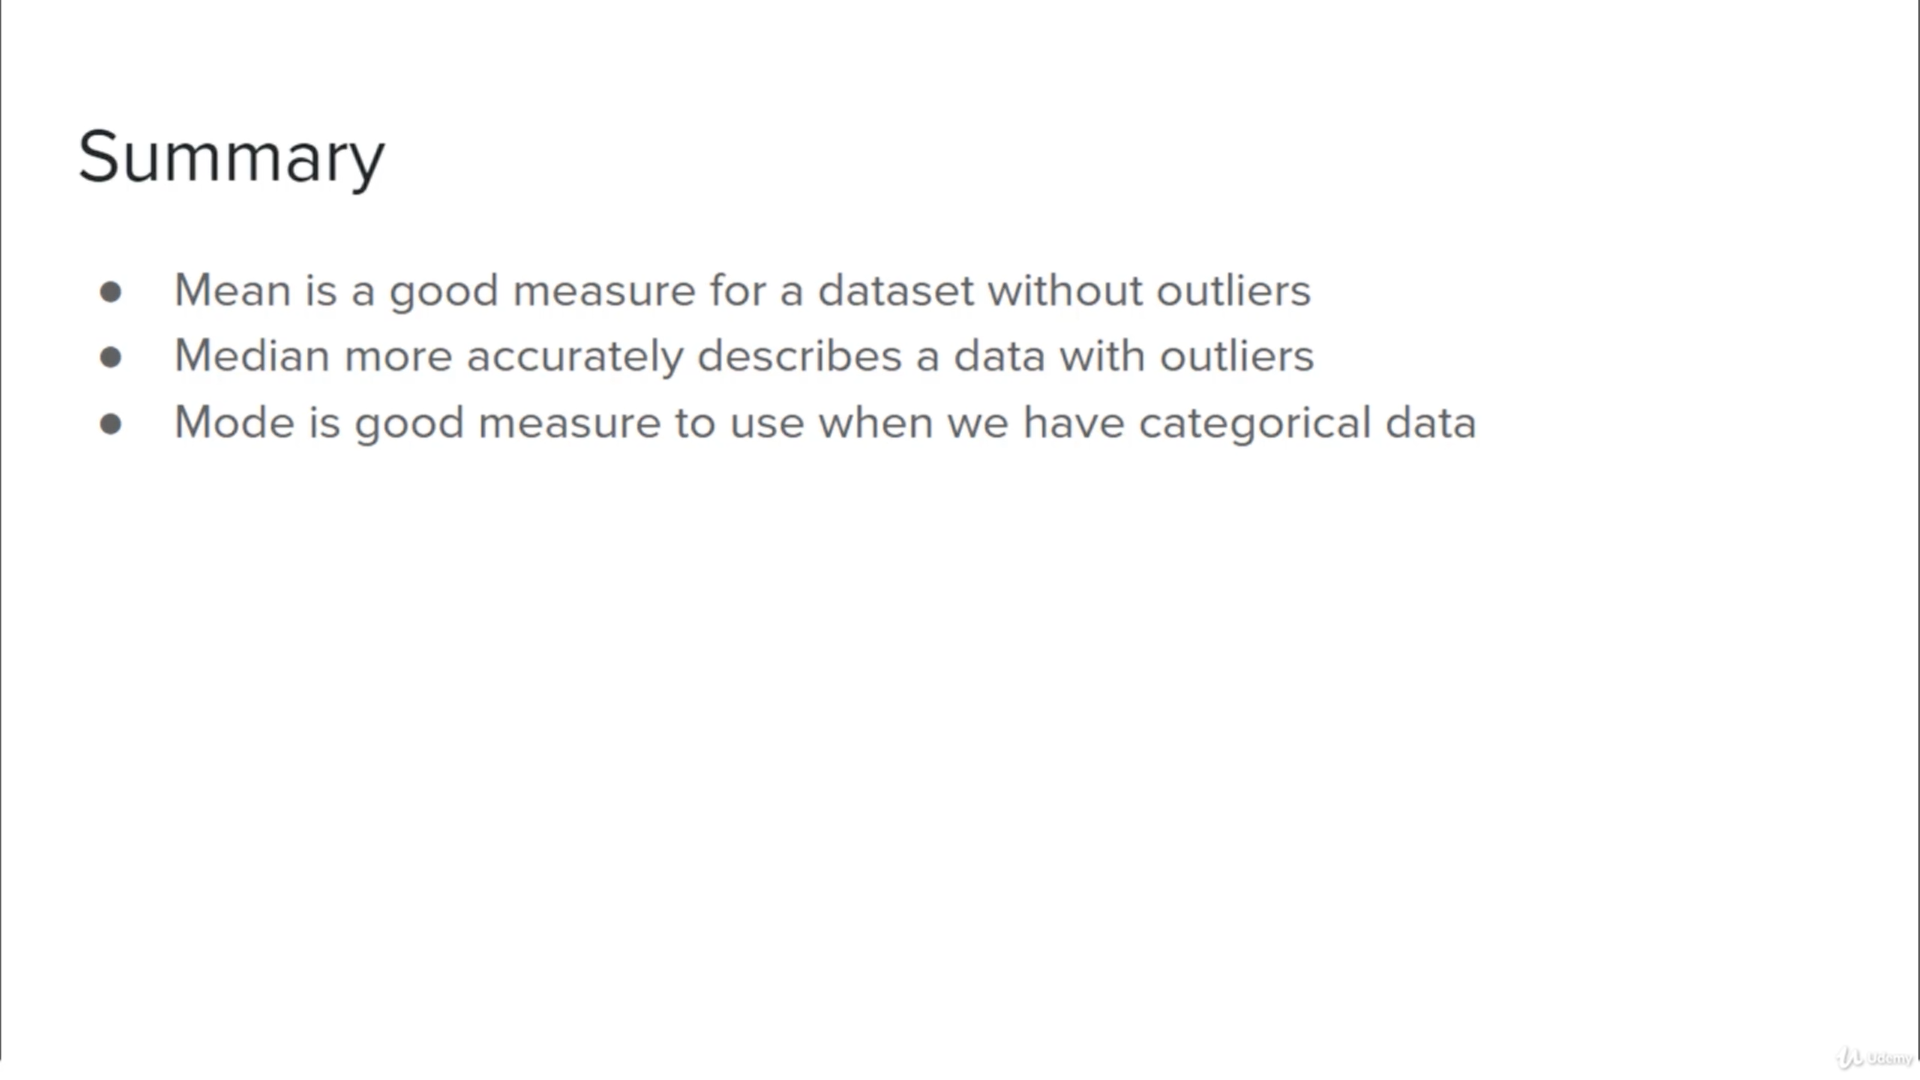 Summary
● Mean is a good measure for a dataset without outliers
● Median more accurately describes a data with outliers
● Mode is good measure to use when we have categorical data
Udemy